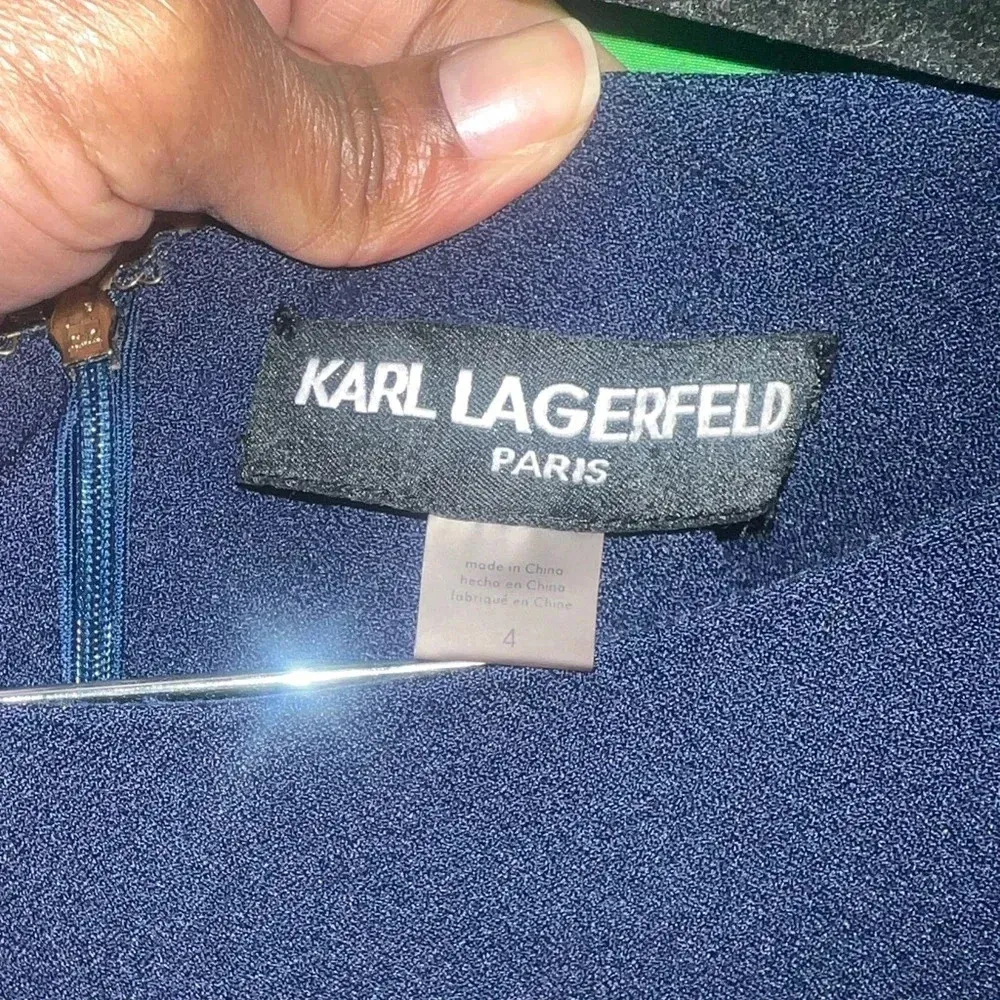 KARL LAGERFELD
PARIS
made in China
hecho en China
fabriqué en Chine
4